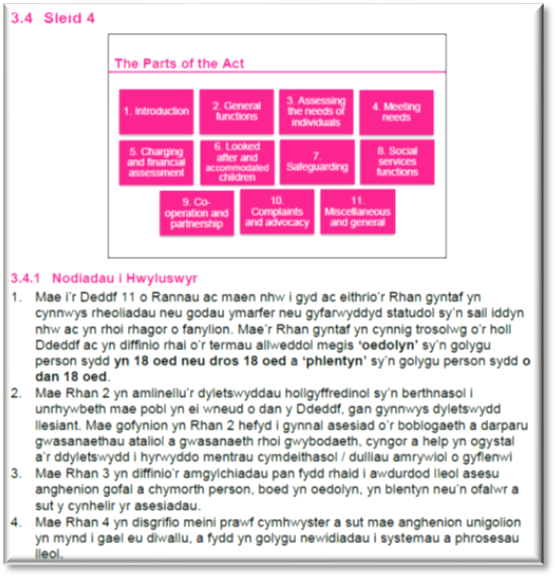 3.4 Sleid 4
The Parts of the Act
1. Introduction
2. General
functions
3. Assessing
the needs of
individuals
4. Meeting
needs
5. Charging
and financial
assessment
6. Looked
after and
accommodated
children
7.
Safeguarding
8. Social
services
functions
9. Co-
operation and
partnership
10.
Complaints
and advocacy
11.
Miscellaneous
and general
3.4.1 Nodiadau i Hwyluswyr
1. Mae i'r Deddf 11 o Rannau ac maen nhw i gyd ac eithrio'r Rhan gyntaf yn
cynnwys rheoliadau neu godau ymarfer neu gyfarwyddyd statudol sy'n sail iddyn
nhw ac yn rhoi rhagor o fanylion. Mae'r Rhan gyntaf yn cynnig trosolwg o'r holl
Ddeddf ac yn diffinio rhai o'r termau allweddol megis 'oedolyn' sy'n golygu
person sydd yn 18 oed neu dros 18 oed a 'phlentyn' sy'n golygu person sydd o
dan 18 oed.
2. Mae Rhan 2 yn amlinellu'r dyletswyddau hollgyffredinol sy'n berthnasol i
unrhywbeth mae pobl yn ei wneud o dan y Ddeddf, gan gynnwys dyletswydd
llesiant. Mae gofynion yn Rhan 2 hefyd i gynnal asesiad o'r boblogaeth a darparu
gwasanaethau ataliol a gwasanaeth rhoi gwybodaeth, cyngor a help yn ogystal
a'r ddyletswydd i hyrwyddo mentrau cymdeithasol / dulliau amrywiol o gyflenwi
3. Mae Rhan 3 yn diffinio'r amgylchiadau pan fydd rhaid i awdurdod lleol asesu
anghenion gofal a chymorth person, boed yn oedolyn, yn blentyn neu'n ofalwr a
sut y cynhelir yr asesiadau.
4. Mae Rhan 4 yn disgrifio meini prawf cymhwyster a sut mae anghenion unigolion
yn mynd i gael eu diwallu, a fydd yn golygu newidiadau i systemau a phrosesau
lleol.